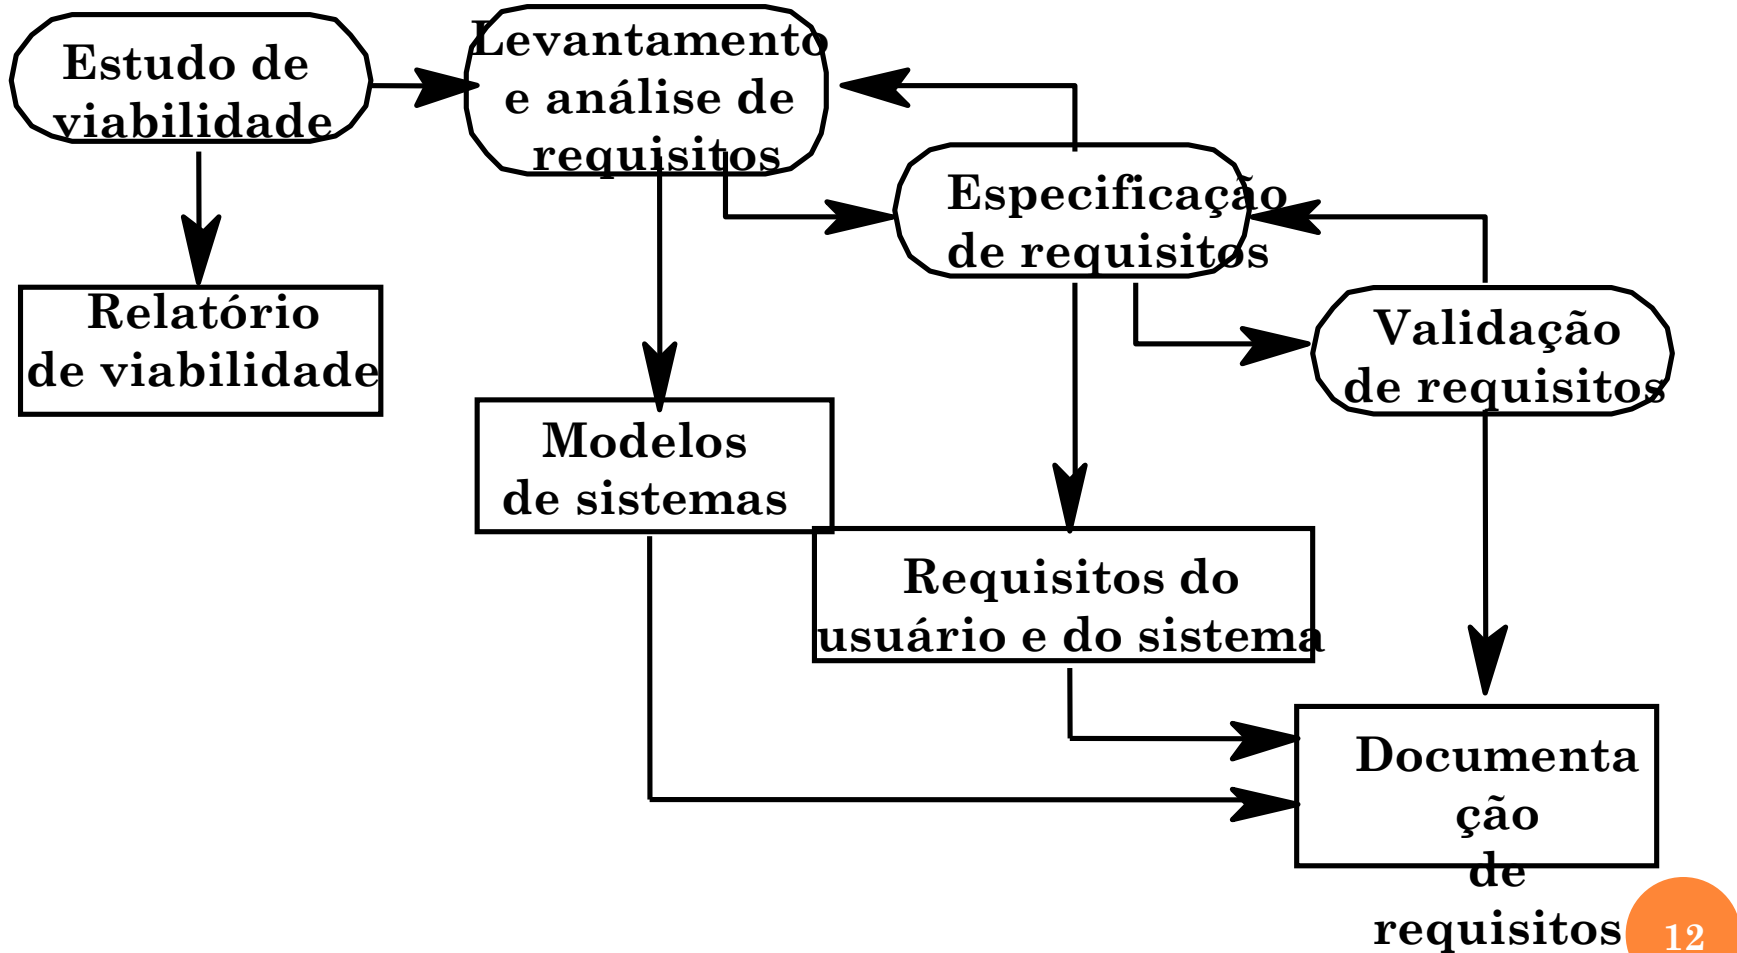 Estudo de
viabilidade
Levantamento
e análise de
requisitos
Especificação
de requisitos
Relatório
de viabilidade
Validação
de requisitos
Modelos
de sistemas
Requisitos do
usuário e do sistema
Documenta
ção
de
requisitos
12